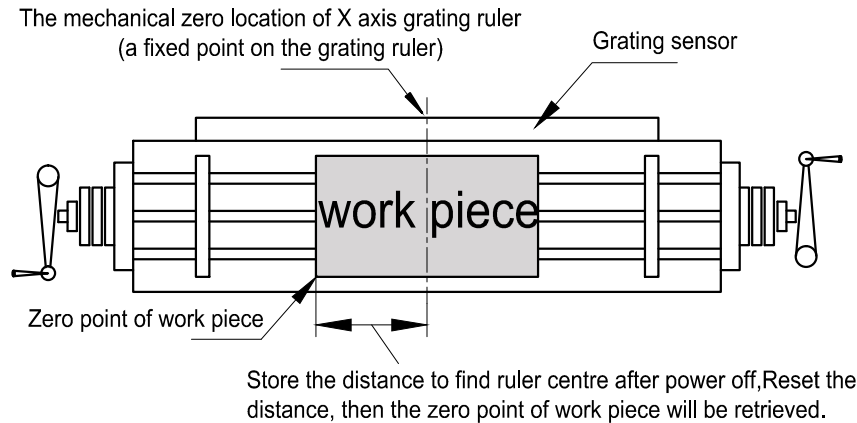 The mechanical zero location of X axis grating ruler
(a fixed point on the grating ruler)
Grating sensor
work piece
Zero point of work piece
Store the distance to find ruler centre after power off,Reset the
distance, then the zero point of work piece will be retrieved.